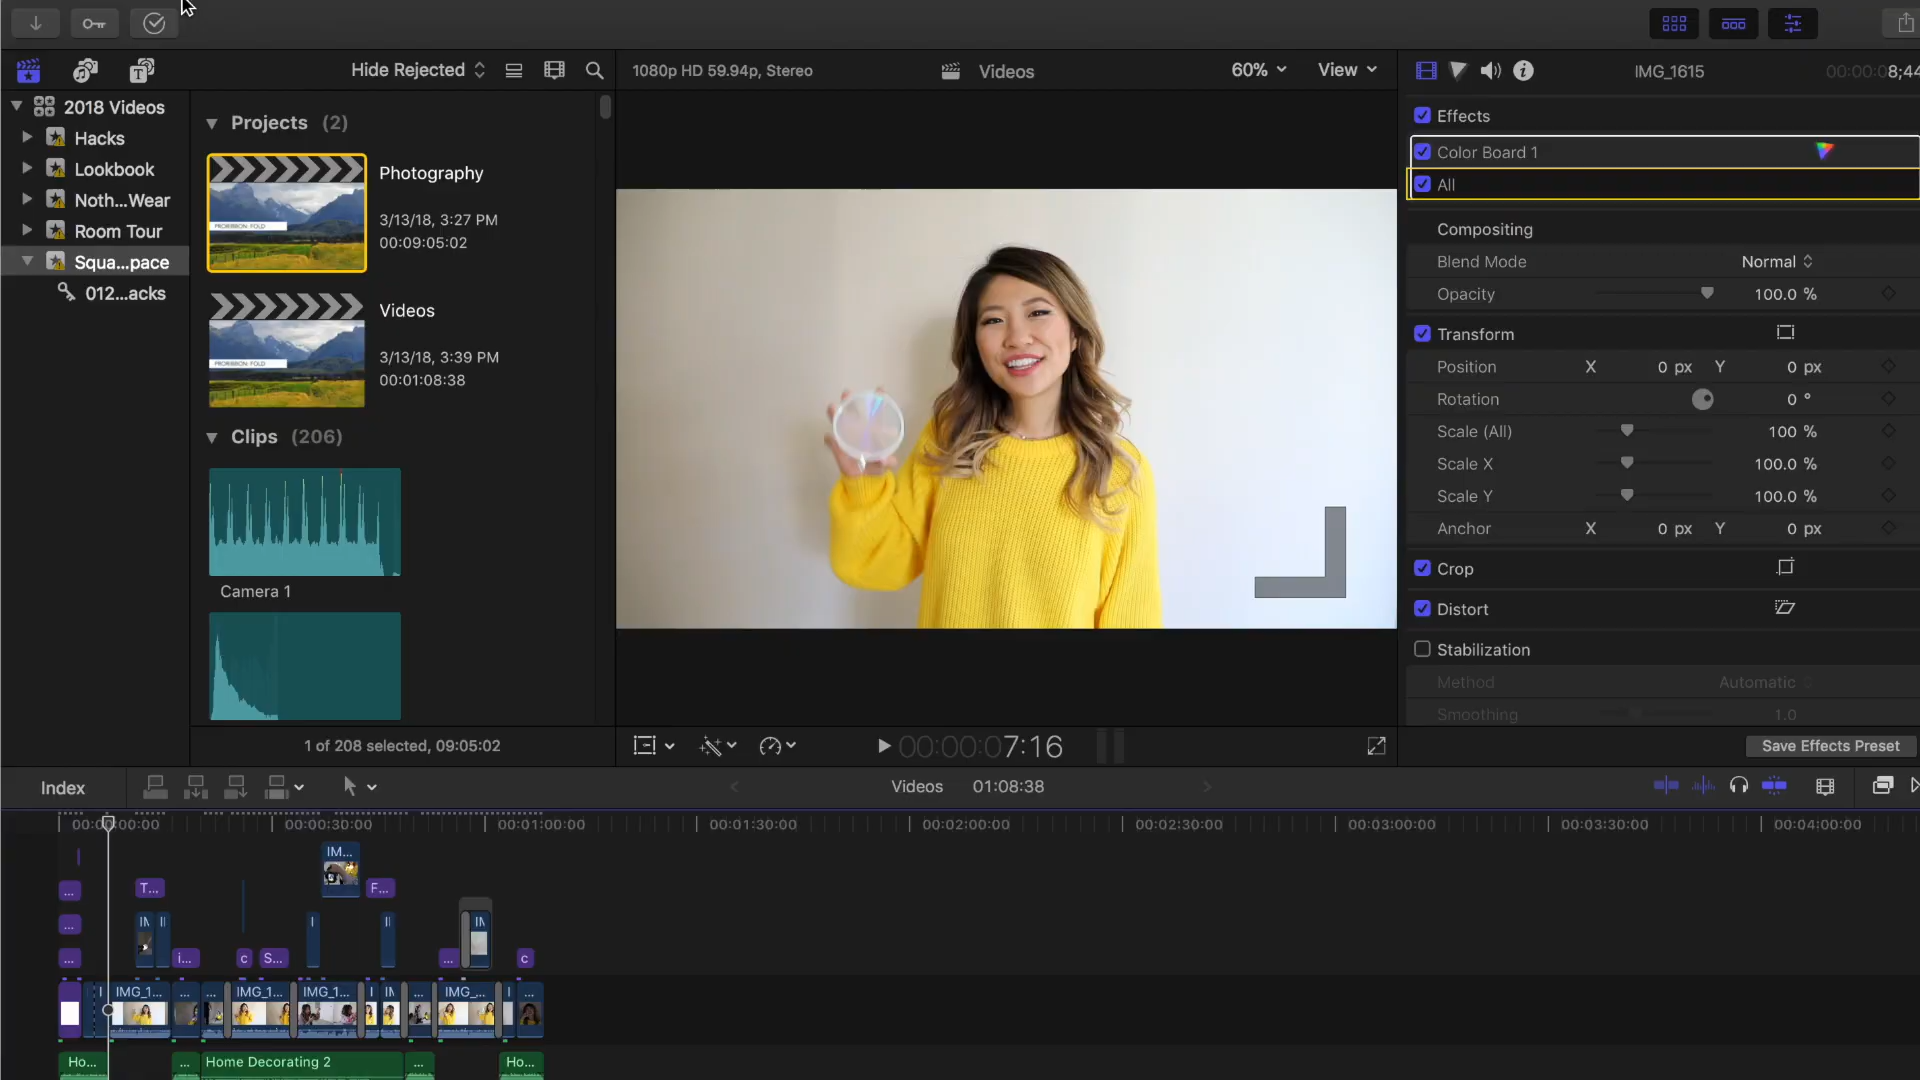 Hide Rejected
1080p HD 59.94p, Stereo
Videos
60%
View
IMG_1615
00:00:08;44
2018 Videos
Hacks
Lookbook
Noth...Wear
Room Tour
Squa...pace
012...acks
Projects (2)
Photography
3/13/18, 3:27 PM
00:09:05:02
PRORIBBON: FOLD
Videos
3/13/18, 3:39 PM
00:01:08:38
PRORIBBON: FOLD
Clips (206)
Camera 1
1 of 208 selected, 09:05:02
00:00:07:16
Effects
Color Board 1
All
Compositing
Blend Mode Normal
Opacity 100.0 %
Transform
Position X 0 px Y 0 px
Rotation 0 °
Scale (All) 100 %
Scale X 100.0 %
Scale Y 100.0 %
Anchor X 0 px Y 0 px
Crop
Distort
Stabilization
Method Automatic
Smoothing 1.0
Save Effects Preset
Index
Videos 01:08:38
00:00:00:00 00:00:30:00 00:01:00:00 00:01:30:00 00:02:00:00 00:02:30:00 00:03:00:00 00:03:30:00 00:04:00:00
IM...
... T... F...
...
... i... c S... ... c
IMG_1... ... ... IMG_1... IMG_1... ... IMG_... ...
Ho... ... Home Decorating 2 ... Ho...